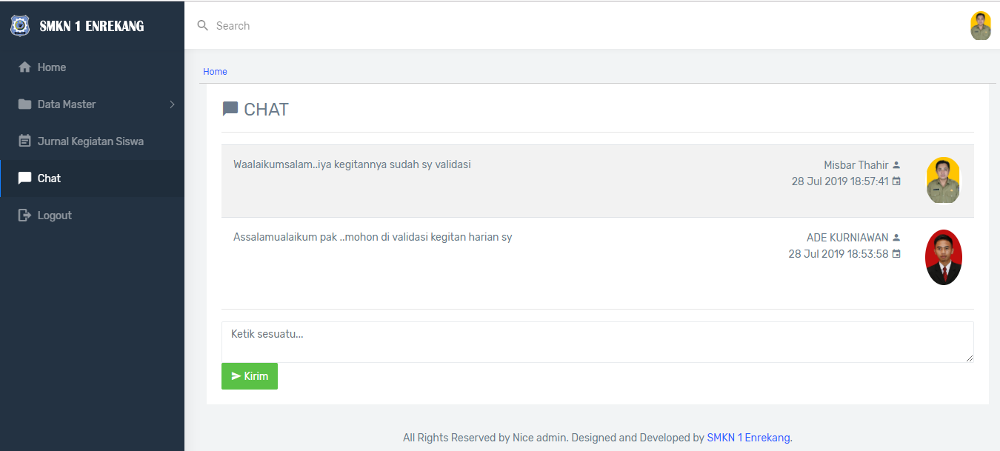 SMKN 1 ENREKANG
Search
Home
Data Master
Jurnal Kegiatan Siswa
Chat
Logout
Home
CHAT
Waalaikumsalam..iya kegitannya sudah sy validasi
Misbar Thahir
28 Jul 2019 18:57:41
Assalamualaikum pak ..mohon di validasi kegitan harian sy
ADE KURNIAWAN
28 Jul 2019 18:53:58
Ketik sesuatu...
Kirim
All Rights Reserved by Nice admin. Designed and Developed by SMKN 1 Enrekang.